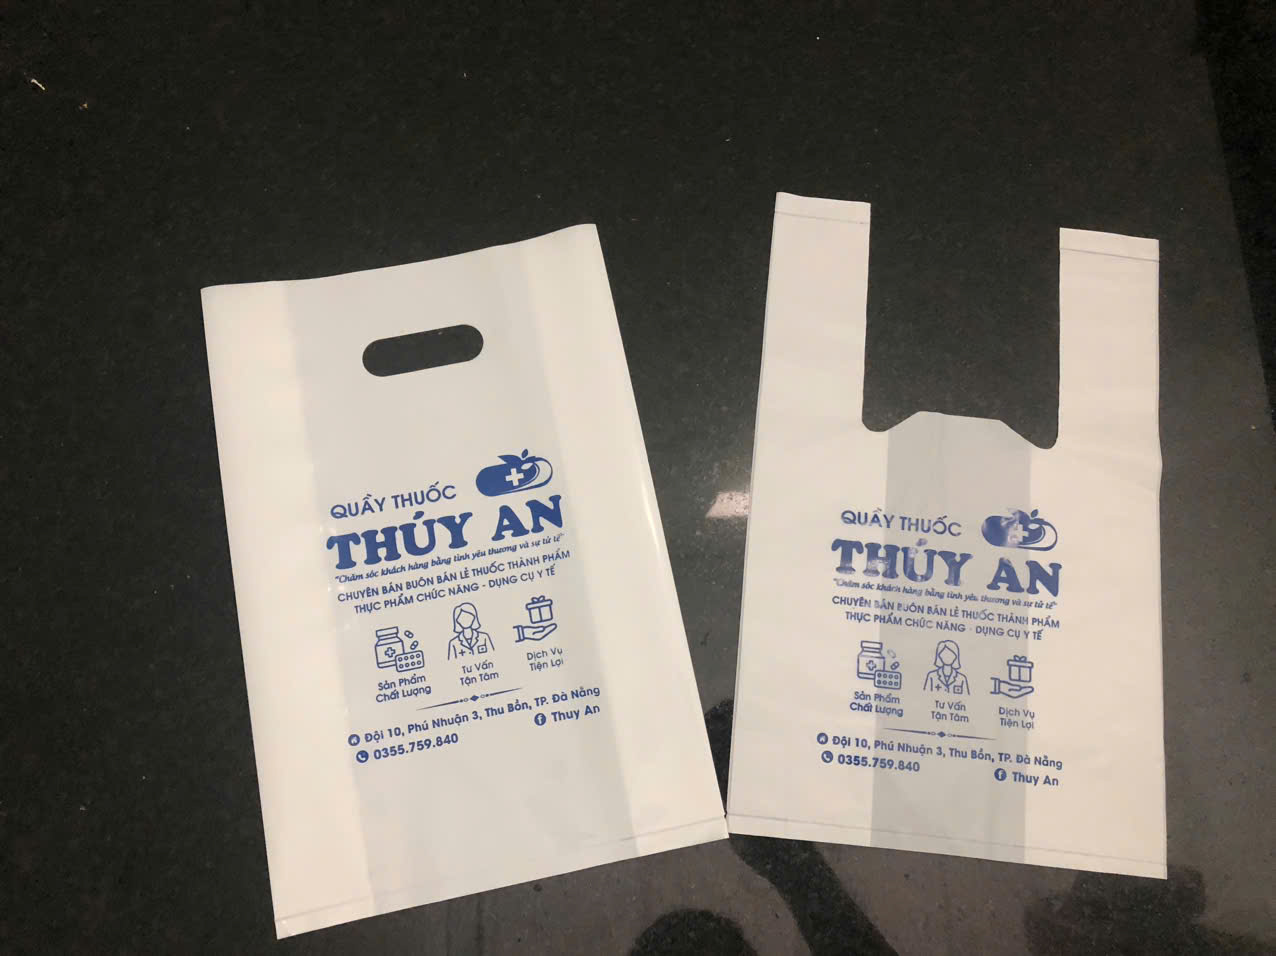 QUẦY THUỐC
THÚY AN
"Chăm sóc khách hàng bằng tình yêu thương và sự tử tế"
CHUYÊN BÁN BUÔN BÁN LẺ THUỐC THÀNH PHẨM
THỰC PHẨM CHỨC NĂNG - DỤNG CỤ Y TẾ
Sản Phẩm
Chất Lượng
Tư Vấn
Tận Tâm
Dịch Vụ
Tiện Lợi
Đội 10, Phú Nhuận 3, Thu Bồn, TP. Đà Nẵng
0355.759.840
Thuy An
QUẦY THUỐC
THÚY AN
"Chăm sóc khách hàng bằng tình yêu thương và sự tử tế"
CHUYÊN BÁN BUÔN BÁN LẺ THUỐC THÀNH PHẨM
THỰC PHẨM CHỨC NĂNG - DỤNG CỤ Y TẾ
Sản Phẩm
Chất Lượng
Tư Vấn
Tận Tâm
Dịch Vụ
Tiện Lợi
Đội 10, Phú Nhuận 3, Thu Bồn, TP. Đà Nẵng
0355.759.840
Thuy An